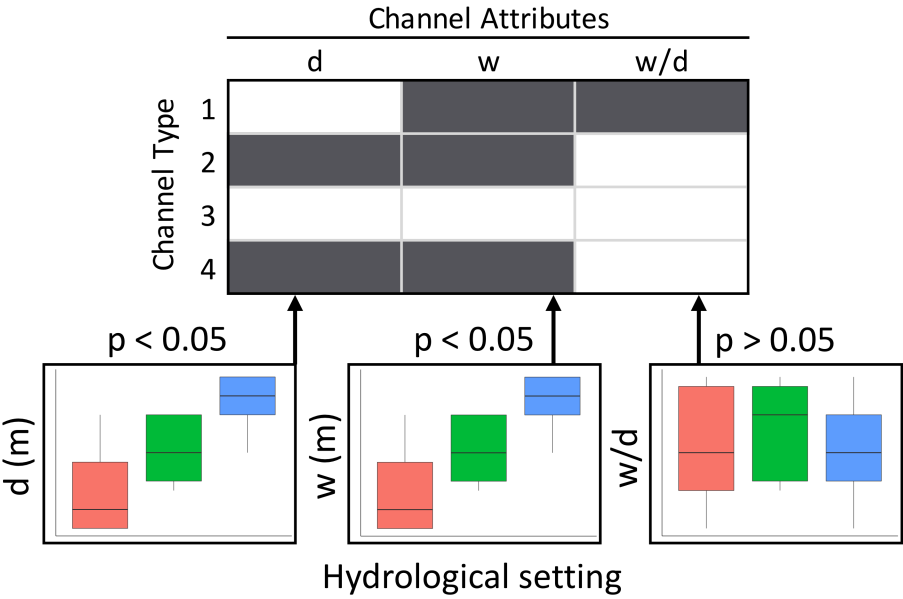 Channel Attributes
d w w/d
Channel Type
1
2
3
4
p < 0.05 p < 0.05 p > 0.05
d (m) w (m) w/d
Hydrological setting